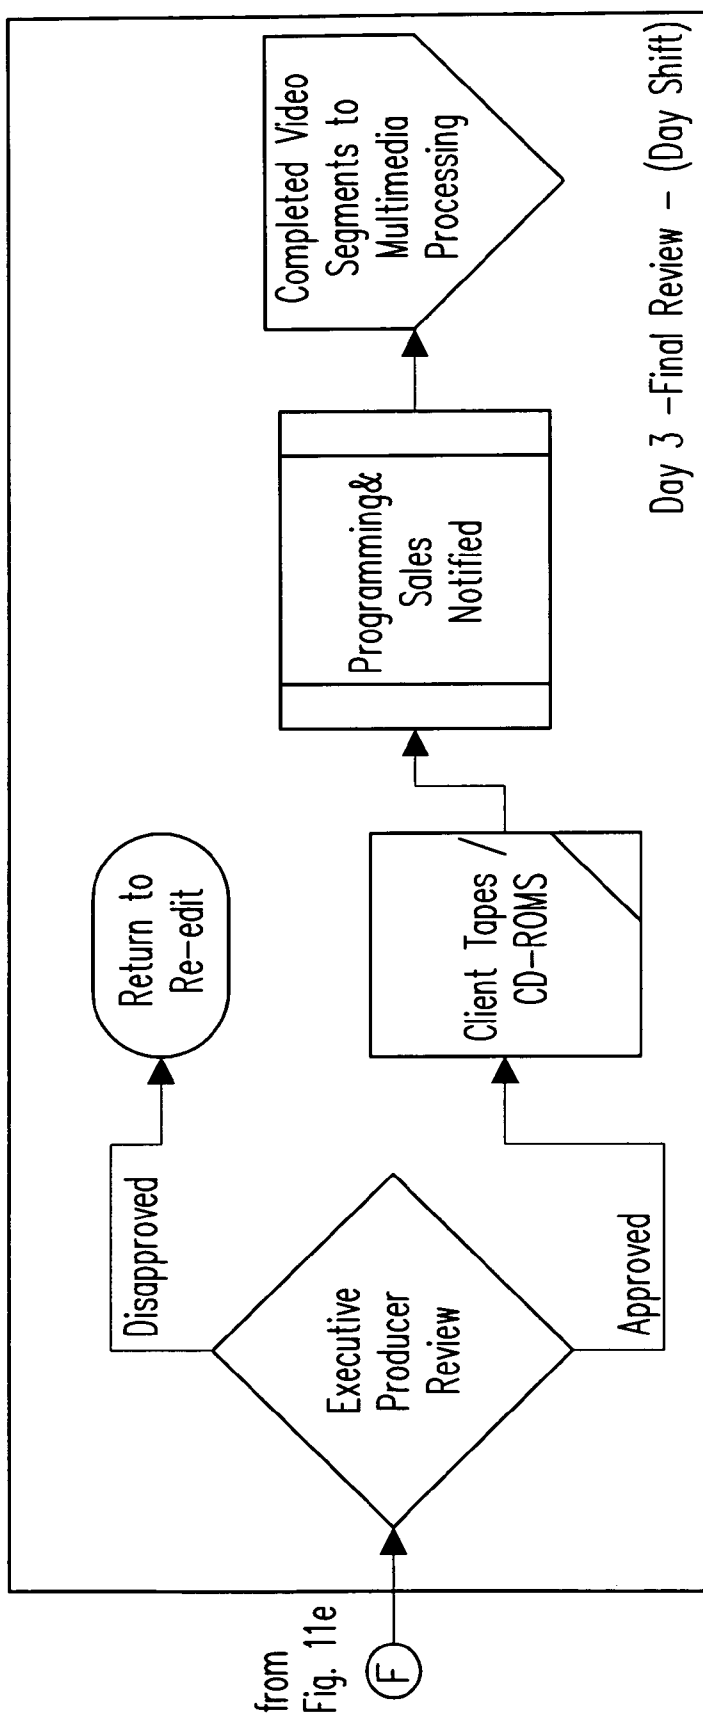 from
Fig. 11e
F
Executive
Producer
Review
Disapproved
Return to
Re-edit
Approved
Client Tapes /
CD-ROMS
Programming&
Sales
Notified
Completed Video
Segments to
Multimedia
Processing
Day 3 -Final Review - (Day Shift)